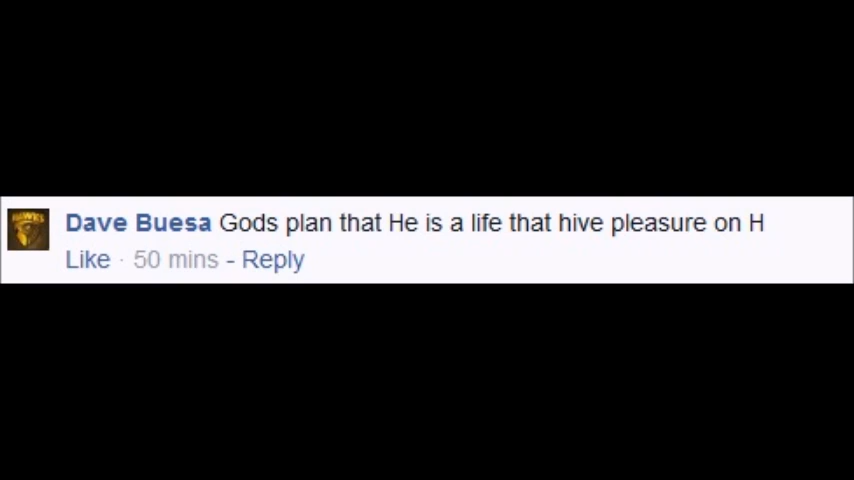 Dave Buesa Gods plan that He is a life that hive pleasure on H
Like · 50 mins - Reply